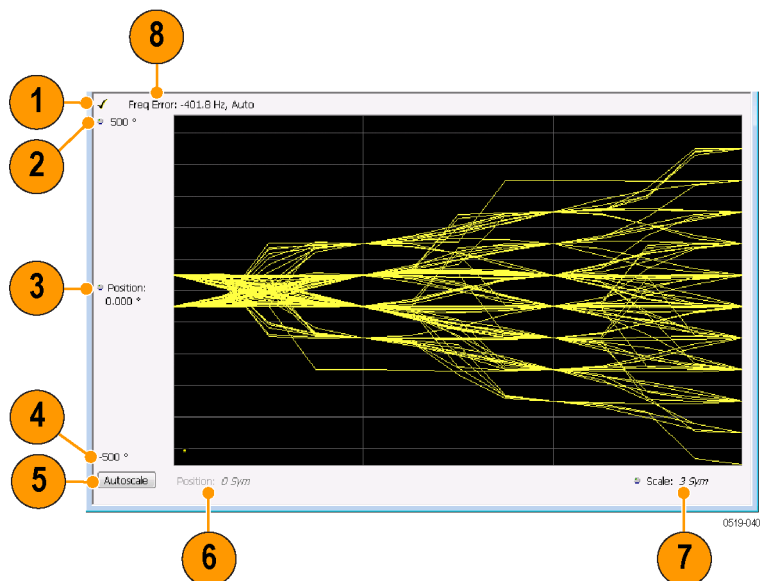 8
1
Freq Error: -401.8 Hz, Auto
2
500 °
3
Position:
0.000 °
4
-500 °
5
Autoscale
Position: 0 Sym
Scale: 3 Sym
0519-040
6
7